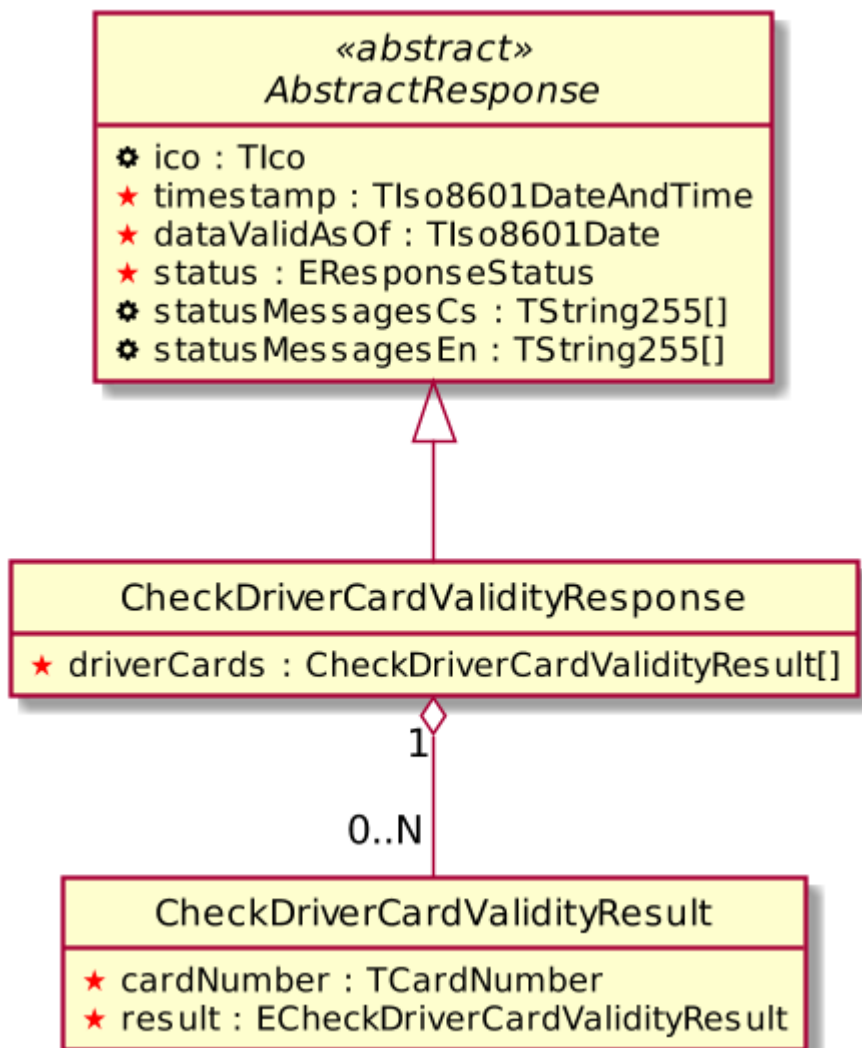 «abstract»
AbstractResponse
ico : TIco
timestamp : TIso8601DateAndTime
dataValidAsOf : TIso8601Date
status : EResponseStatus
statusMessagesCs : TString255[]
statusMessagesEn : TString255[]
CheckDriverCardValidityResponse
driverCards : CheckDriverCardValidityResult[]
1
0..N
CheckDriverCardValidityResult
cardNumber : TCardNumber
result : ECheckDriverCardValidityResult